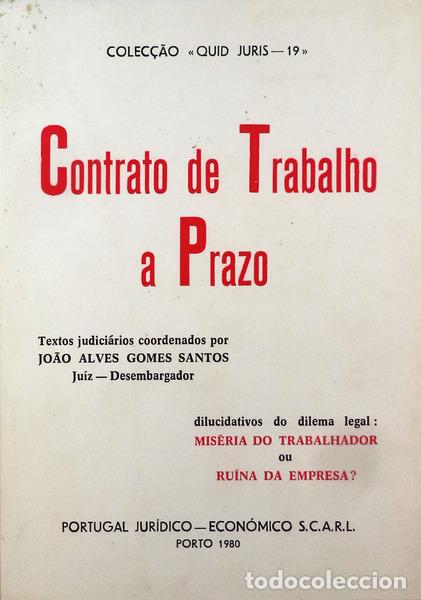 COLECÇÃO « QUID JURIS — 19 »
Contrato de Trabalho
a Prazo
Textos judiciários coordenados por
JOÃO ALVES GOMES SANTOS
Juíz — Desembargador
dilucidativos do dilema legal :
MISÉRIA DO TRABALHADOR
ou
RUÍNA DA EMPRESA?
PORTUGAL JURÍDICO — ECONÓMICO S.C.A.R.L.
PORTO 1980
todocoleccion